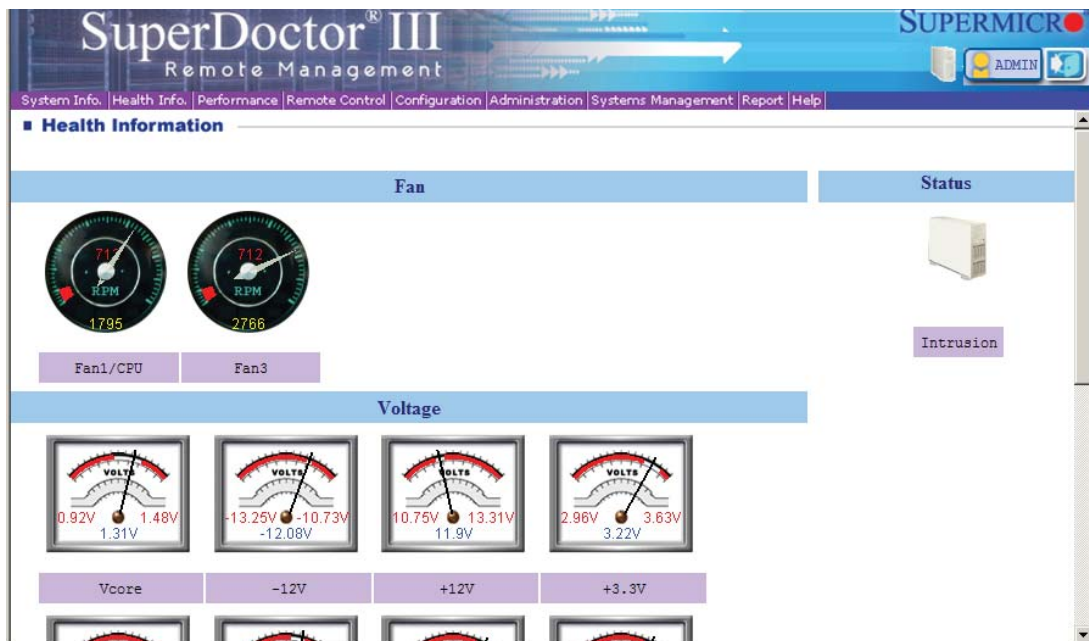 SuperDoctor® III
Remote Management
SUPERMICRO
ADMIN
System Info. Health Info. Performance Remote Control Configuration Administration Systems Management Report Help
Health Information
Fan Status
712 712
RPM RPM
1795 2766
Fan1/CPU Fan3
Intrusion
Voltage
VOLTS VOLTS VOLTS
0.92V 1.48V -13.25V -10.73V 10.75V 13.31V 2.96V 3.63V
1.31V -12.08V 11.9V 3.22V
Vcore -12V +12V +3.3V